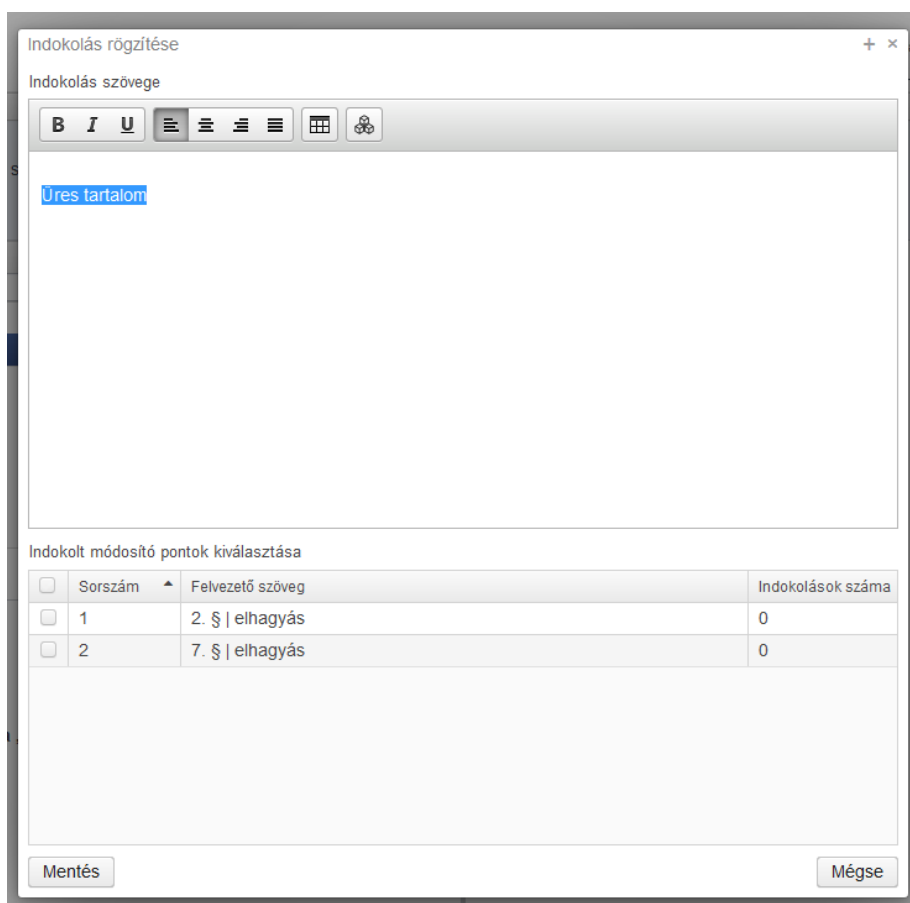 Indokolás rögzítése
Indokolás szövege
B I U
Üres tartalom
Indokolt módosító pontok kiválasztása
Sorszám Felvezető szöveg Indokolások száma
1 2. § | elhagyás 0
2 7. § | elhagyás 0
Mentés Mégse